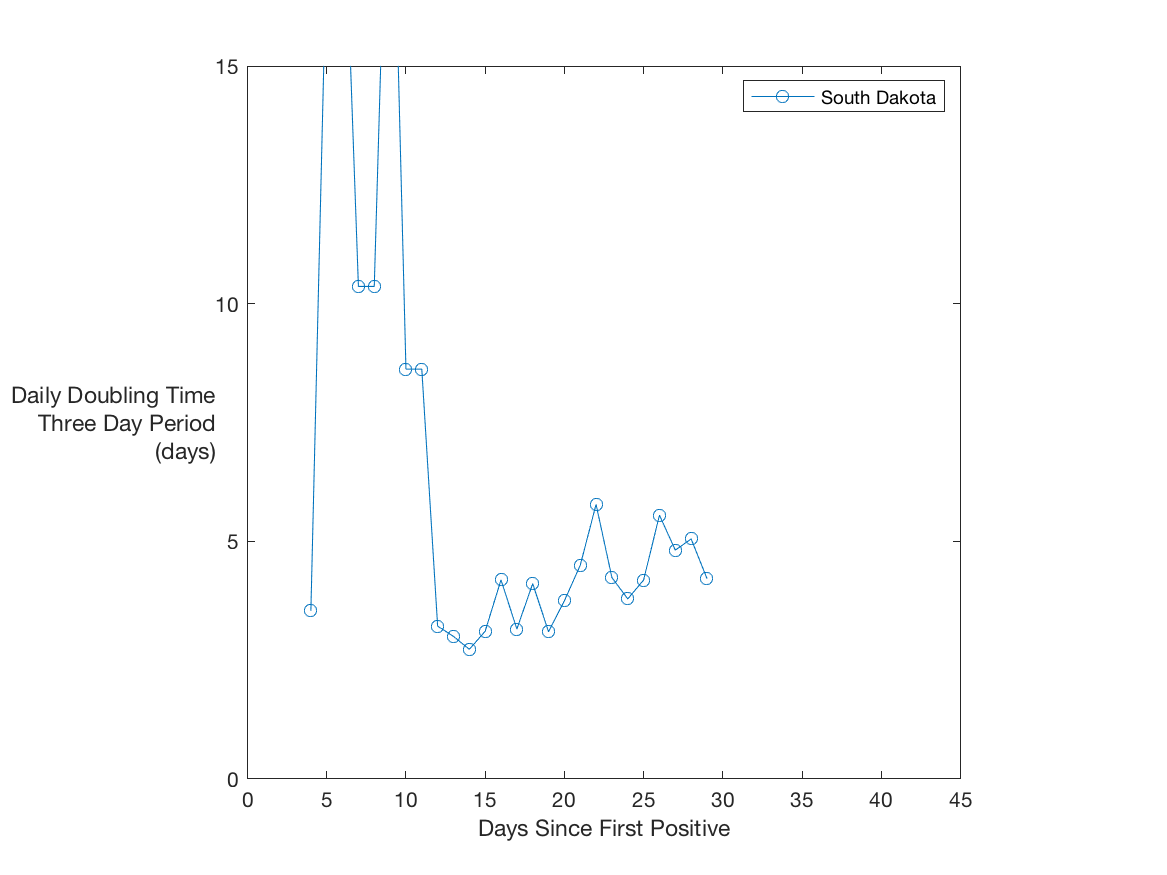 15
South Dakota
10
Daily Doubling Time
Three Day Period
(days)
5
0
0 5 10 15 20 25 30 35 40 45
Days Since First Positive